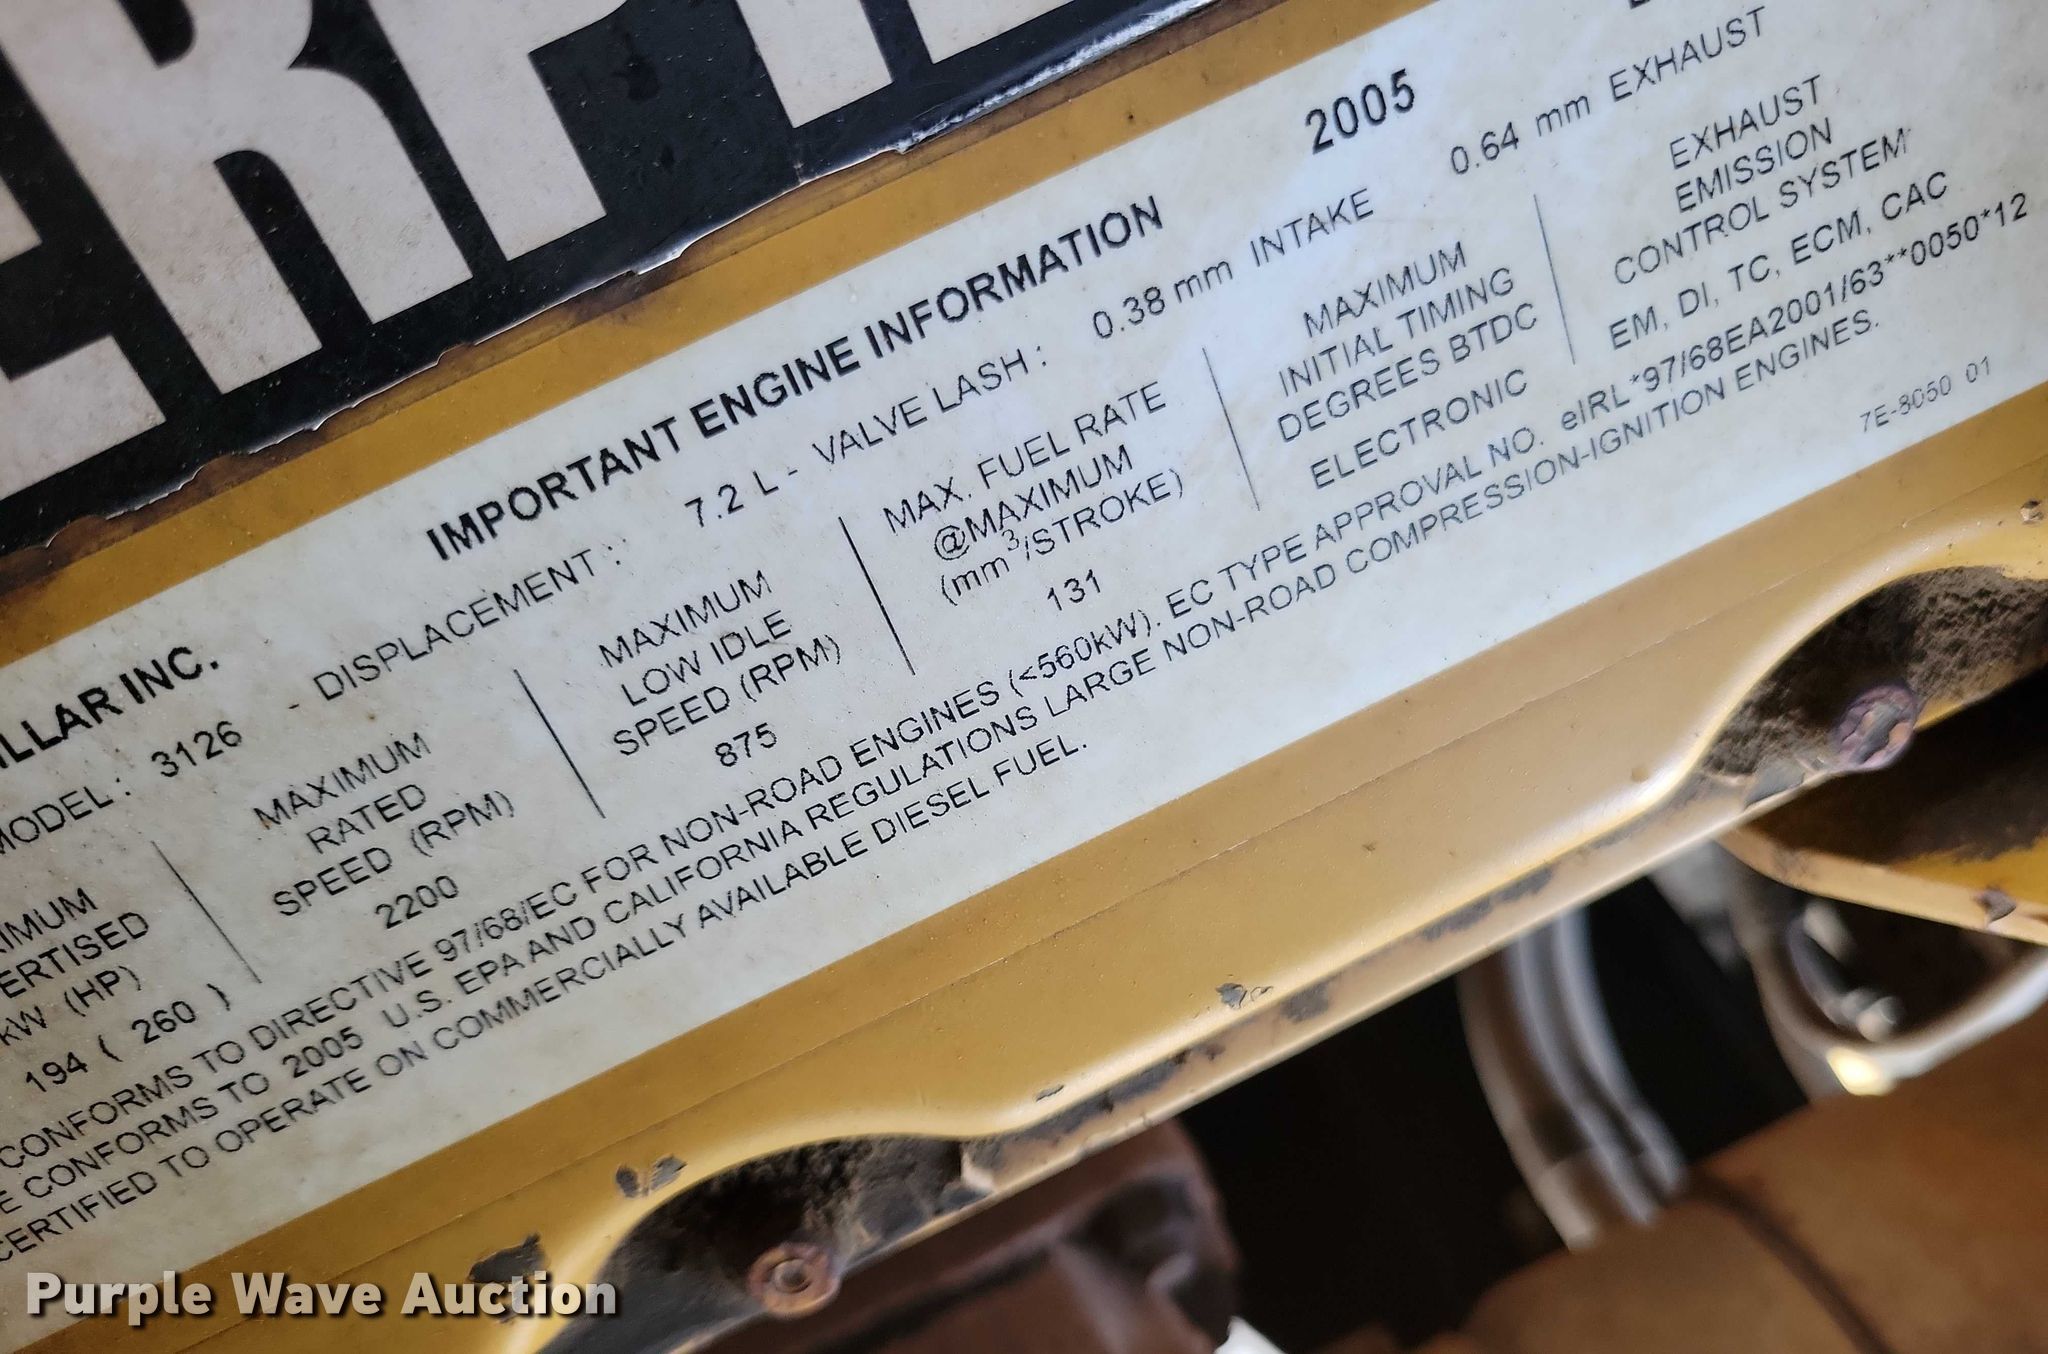 ERPIL
IMPORTANT ENGINE INFORMATION 2005
ILLAR INC.
MODEL : 3126 - DISPLACEMENT : 7.2 L - VALVE LASH : 0.38 mm INTAKE 0.64 mm EXHAUST
IMUM
ERTISED
kW (HP)
194 ( 260 )
MAXIMUM
RATED
SPEED (RPM)
2200
MAXIMUM
LOW IDLE
SPEED (RPM)
875
MAX. FUEL RATE
@MAXIMUM
(mm³/STROKE)
131
MAXIMUM
INITIAL TIMING
DEGREES BTDC
ELECTRONIC
EXHAUST
EMISSION
CONTROL SYSTEM
EM, DI, TC, ECM, CAC
CONFORMS TO DIRECTIVE 97/68/EC FOR NON-ROAD ENGINES (<560kW). EC TYPE APPROVAL NO. eIRL*97/68EA2001/63**0050*12
E CONFORMS TO 2005 U.S. EPA AND CALIFORNIA REGULATIONS LARGE NON-ROAD COMPRESSION-IGNITION ENGINES.
CERTIFIED TO OPERATE ON COMMERCIALLY AVAILABLE DIESEL FUEL.
7E-8050 01
Purple Wave Auction